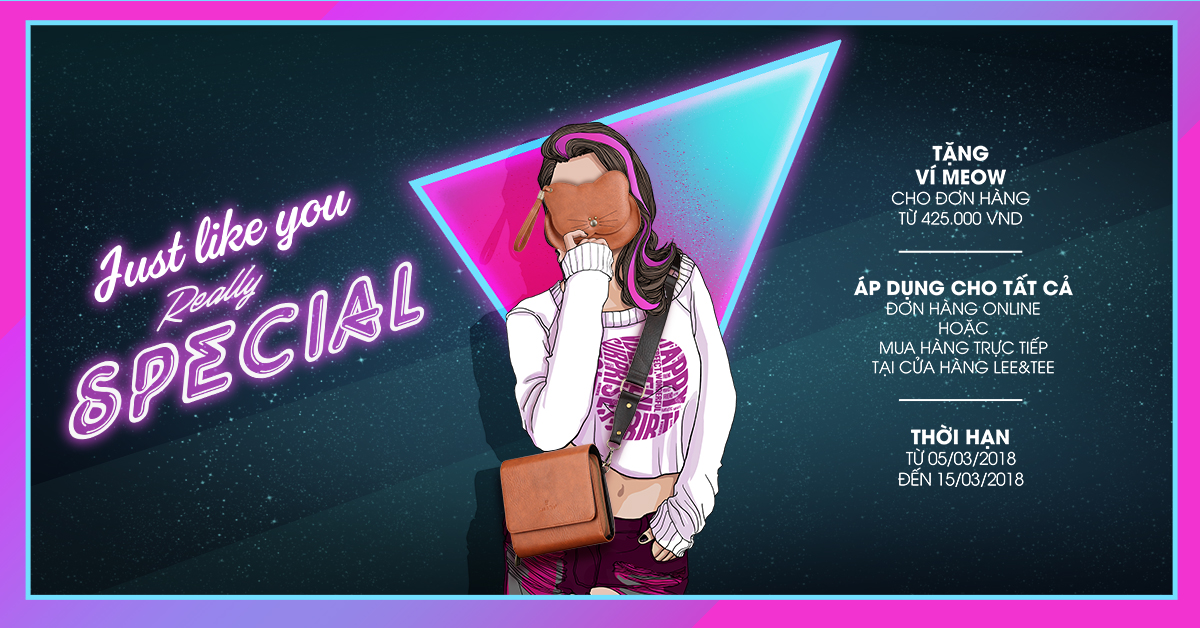 Just like you
Really
SPECIAL
TẶNG
VÍ MEOW
CHO ĐƠN HÀNG
TỪ 425.000 VND
ÁP DỤNG CHO TẤT CẢ
ĐƠN HÀNG ONLINE
HOẶC
MUA HÀNG TRỰC TIẾP
TẠI CỬA HÀNG LEE&TEE
THỜI HẠN
TỪ 05/03/2018
ĐẾN 15/03/2018